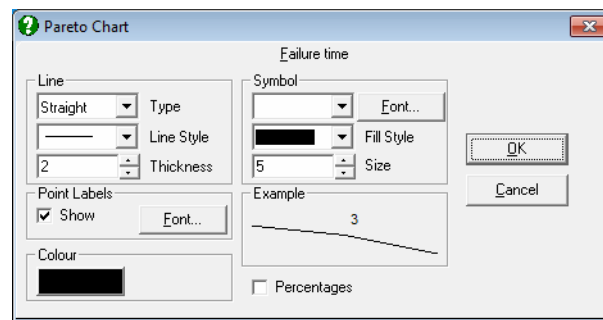 Pareto Chart
Failure time
Line
Straight Type
Line Style
2 Thickness
Symbol
Font...
Fill Style
5 Size
OK
Cancel
Point Labels
Show Font...
Example
3
Colour
Percentages